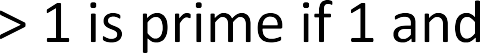 > 1 is prime if 1 and